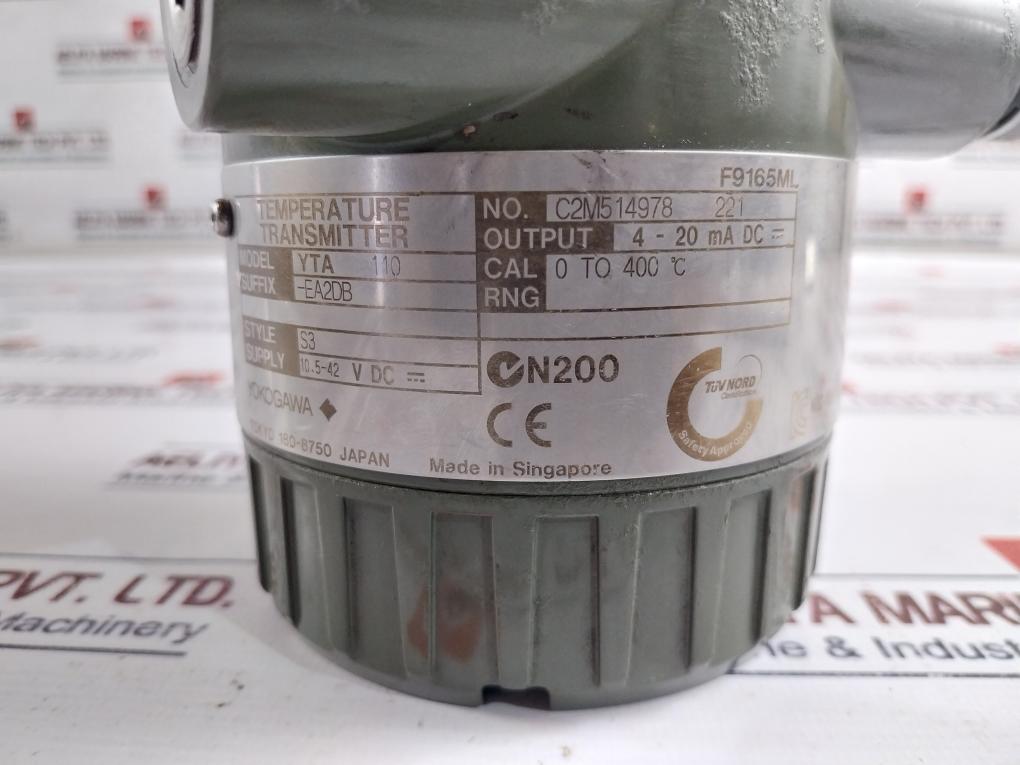 F9165ML
TEMPERATURE
TRANSMITTER
MODEL YTA 110
SUFFIX -EA2DB
STYLE S3
SUPPLY 10.5-42 V DC ⎓
NO. C2M514978 221
OUTPUT 4 - 20 mA DC ⎓
CAL 0 TO 400 ℃
RNG
N200
CE
TÜV NORD
Safety Approved
YOKOGAWA
TOKYO 180-8750 JAPAN
Made in Singapore
PVT. LTD.
Machinery
& Indust